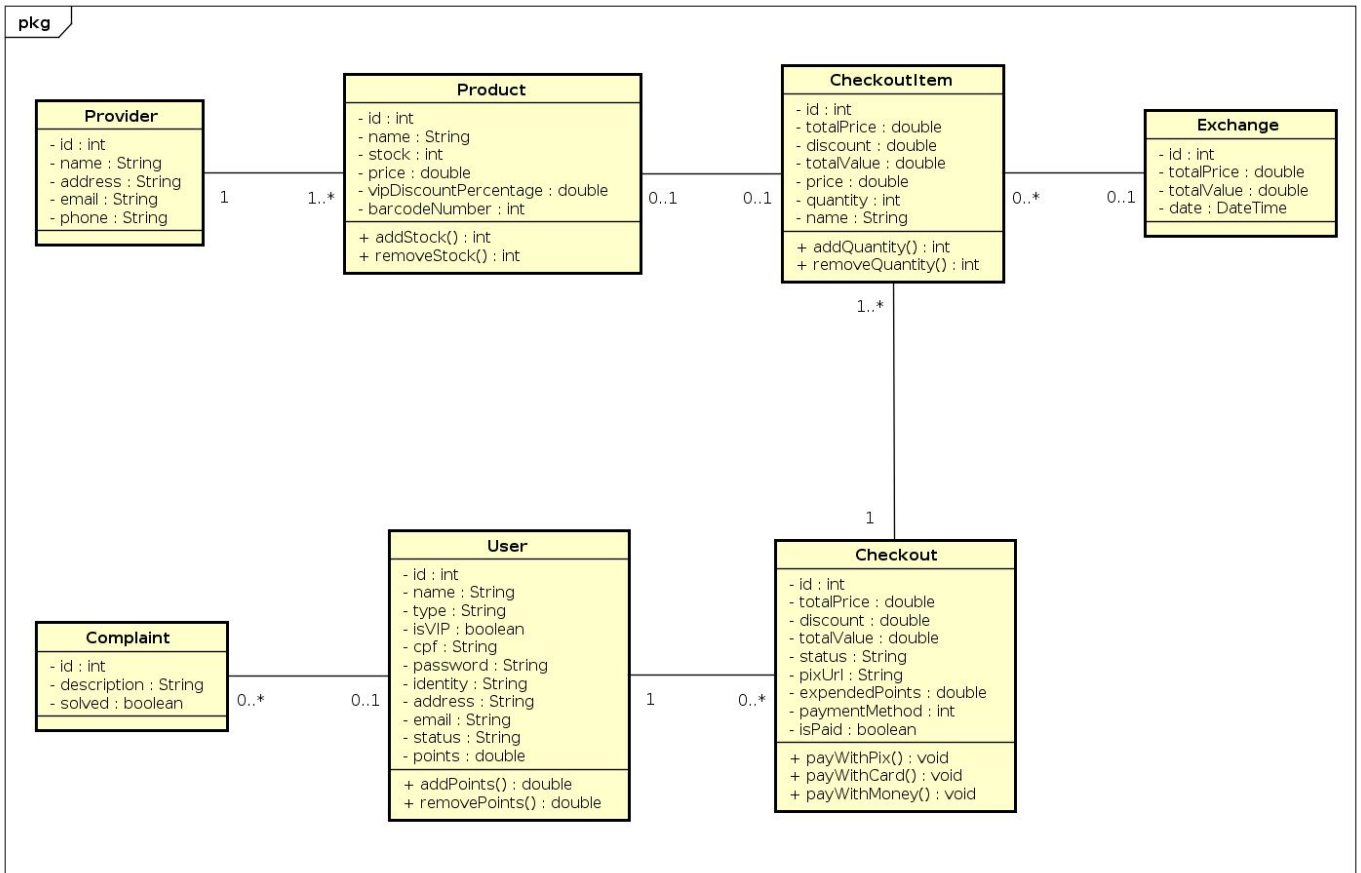 pkg
Provider
- id : int
- name : String
- address : String
- email : String
- phone : String
1
1..*
Product
- id : int
- name : String
- stock : int
- price : double
- vipDiscountPercentage : double
- barcodeNumber : int
+ addStock() : int
+ removeStock() : int
0..1
0..1
CheckoutItem
- id : int
- totalPrice : double
- discount : double
- totalValue : double
- price : double
- quantity : int
- name : String
+ addQuantity() : int
+ removeQuantity() : int
0..*
0..1
Exchange
- id : int
- totalPrice : double
- totalValue : double
- date : DateTime
1..*
1
Complaint
- id : int
- description : String
- solved : boolean
0..*
0..1
User
- id : int
- name : String
- type : String
- isVIP : boolean
- cpf : String
- password : String
- identity : String
- address : String
- email : String
- status : String
- points : double
+ addPoints() : double
+ removePoints() : double
1
0..*
Checkout
- id : int
- totalPrice : double
- discount : double
- totalValue : double
- status : String
- pixUrl : String
- expendedPoints : double
- paymentMethod : int
- isPaid : boolean
+ payWithPix() : void
+ payWithCard() : void
+ payWithMoney() : void